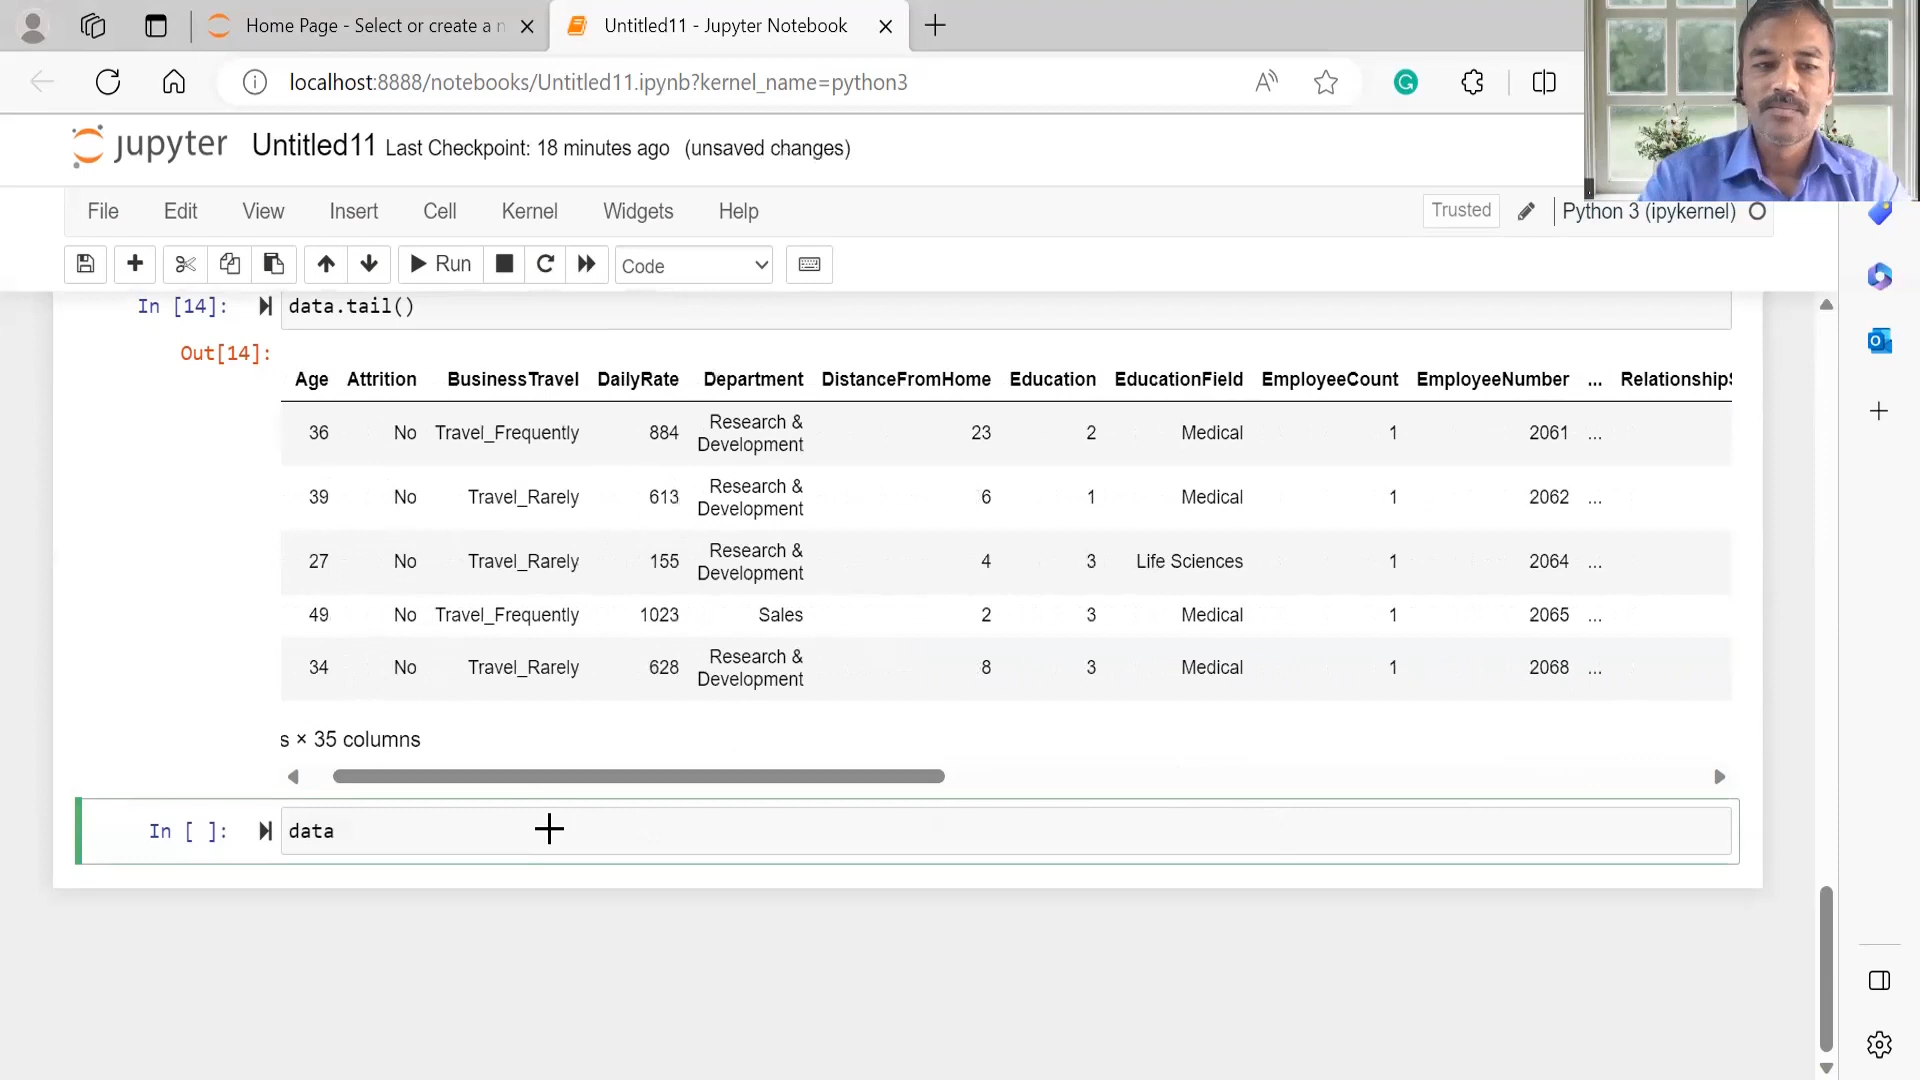 Home Page - Select or create a n
Untitled11 - Jupyter Notebook
localhost:8888/notebooks/Untitled11.ipynb?kernel_name=python3
jupyter Untitled11 Last Checkpoint: 18 minutes ago (unsaved changes)
File Edit View Insert Cell Kernel Widgets Help Trusted Python 3 (ipykernel)
Run Code
In [14]: data.tail()
Out[14]:
Age Attrition BusinessTravel DailyRate Department DistanceFromHome Education EducationField EmployeeCount EmployeeNumber ... RelationshipS
36 No Travel_Frequently 884 Research & Development 23 2 Medical 1 2061 ...
39 No Travel_Rarely 613 Research & Development 6 1 Medical 1 2062 ...
27 No Travel_Rarely 155 Research & Development 4 3 Life Sciences 1 2064 ...
49 No Travel_Frequently 1023 Sales 2 3 Medical 1 2065 ...
34 No Travel_Rarely 628 Research & Development 8 3 Medical 1 2068 ...
s × 35 columns
In [ ]: data